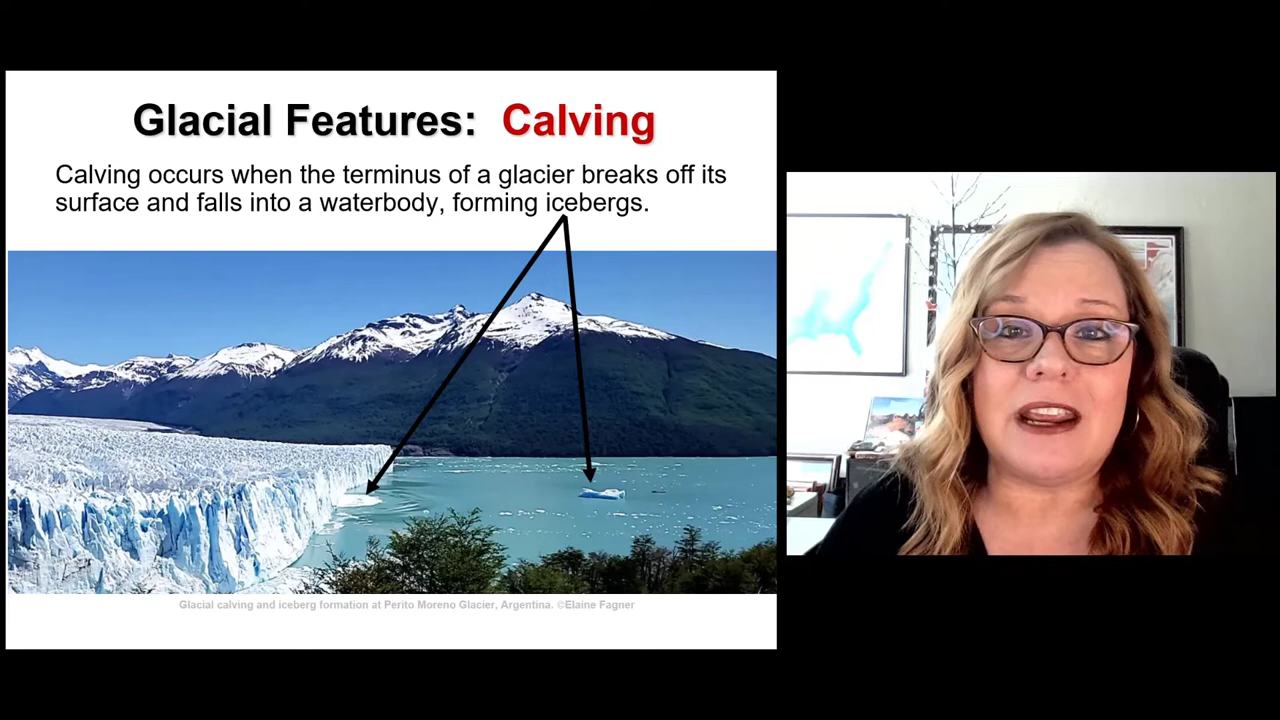 Glacial Features: Calving
Calving occurs when the terminus of a glacier breaks off its
surface and falls into a waterbody, forming icebergs.
Glacial calving and iceberg formation at Perito Moreno Glacier, Argentina. ©Elaine Fagner